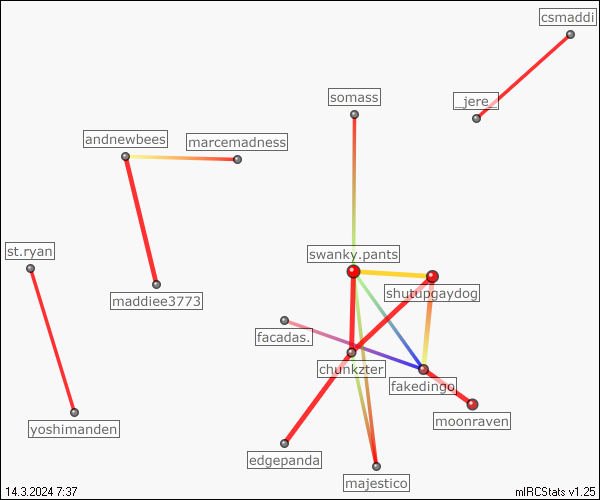 csmaddi
somass
_jere_
andnewbees
marcemadness
st.ryan
swanky.pants
maddiee3773
shutupgaydog
facadas.
chunkzter
fakedingo
moonraven
yoshimanden
edgepanda
majestico
14.3.2024 7:37
mIRCStats v1.25